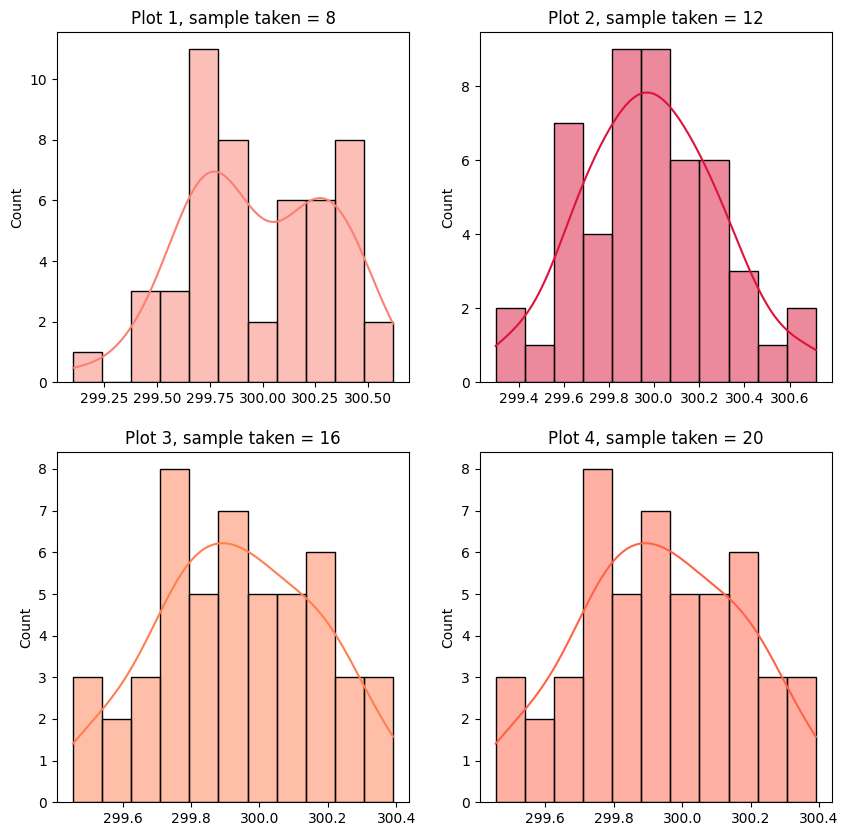 Plot 1, sample taken = 8
Count
10
8
6
4
2
0
299.25 299.50 299.75 300.00 300.25 300.50
Plot 2, sample taken = 12
Count
8
6
4
2
0
299.4 299.6 299.8 300.0 300.2 300.4 300.6
Plot 3, sample taken = 16
Count
8
7
6
5
4
3
2
1
0
299.6 299.8 300.0 300.2 300.4
Plot 4, sample taken = 20
Count
8
7
6
5
4
3
2
1
0
299.6 299.8 300.0 300.2 300.4